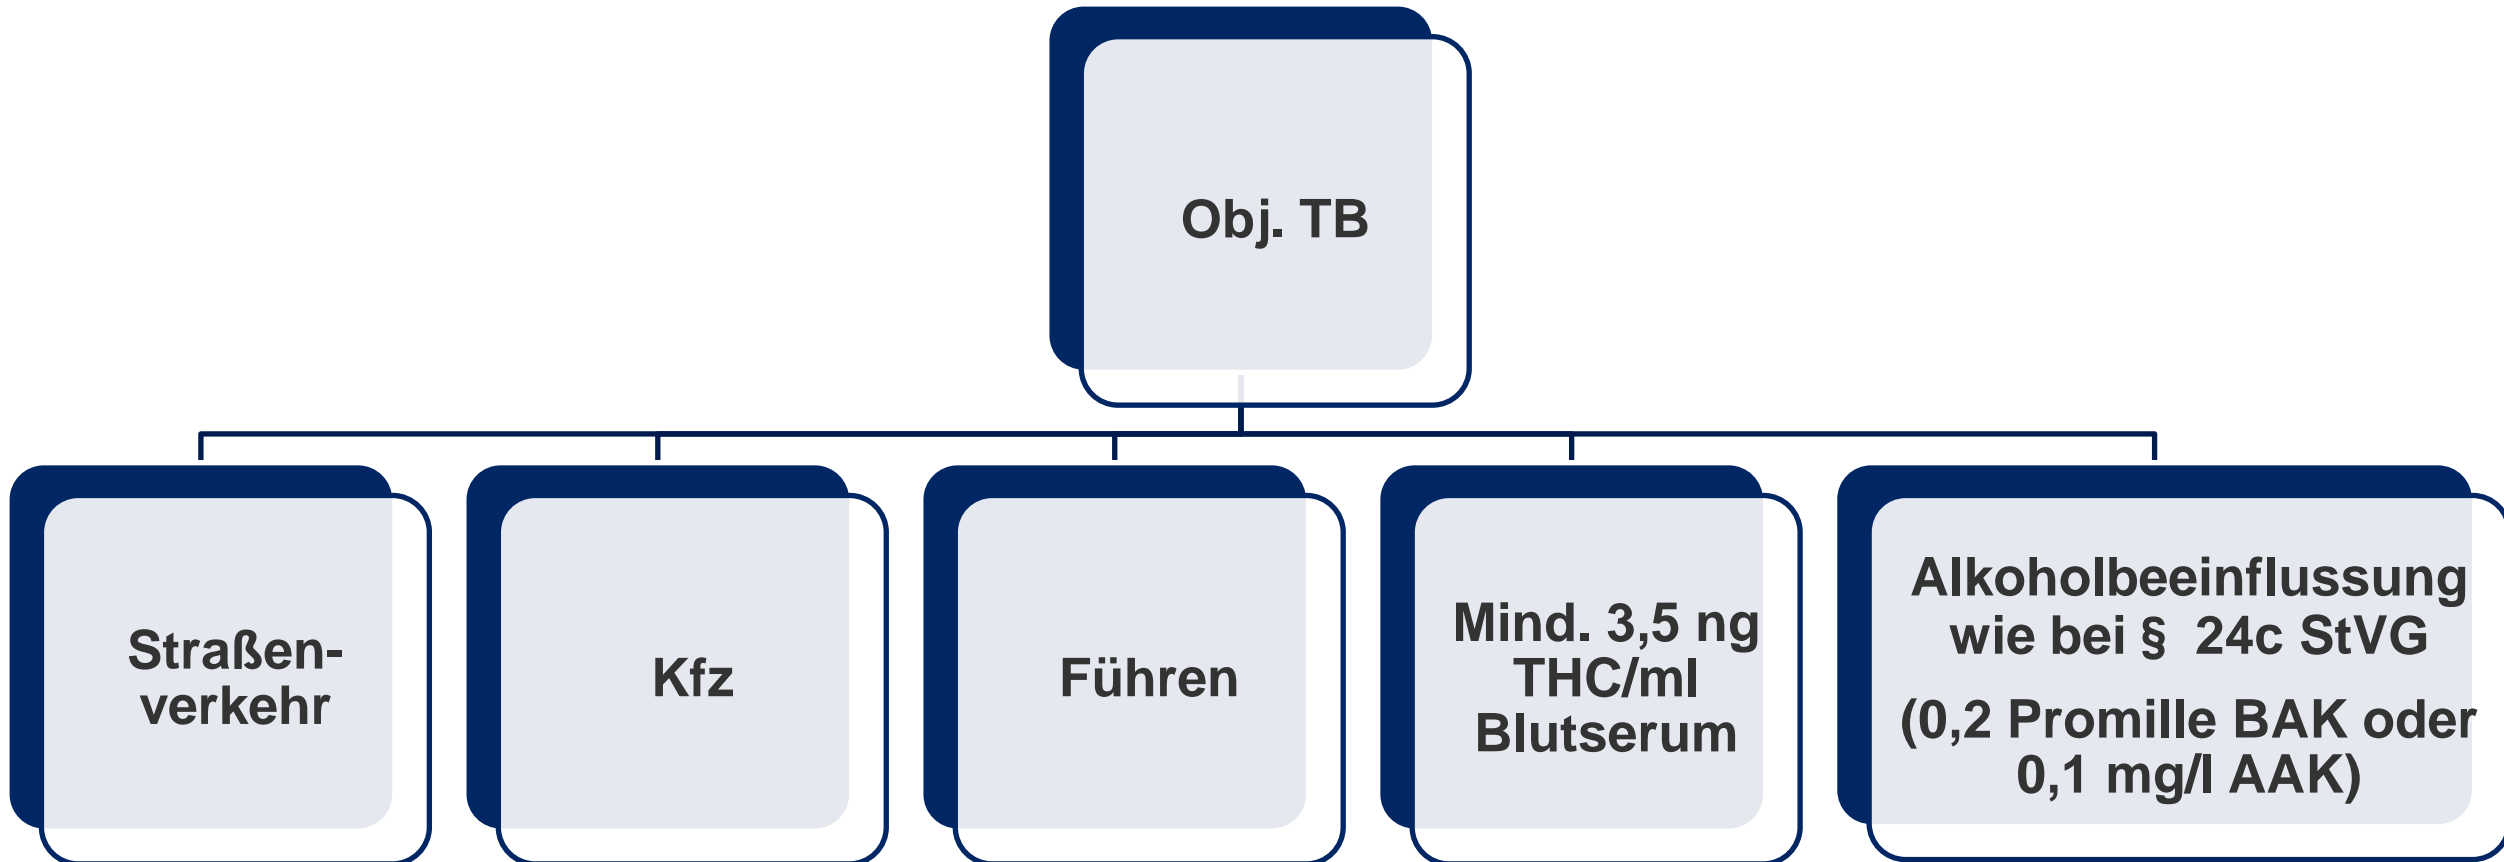 Obj. TB
Straßen-
verkehr
Kfz
Führen
Mind. 3,5 ng
THC/ml
Blutserum
Alkoholbeeinflussung
wie bei § 24c StVG
(0,2 Promille BAK oder
0,1 mg/l AAK)